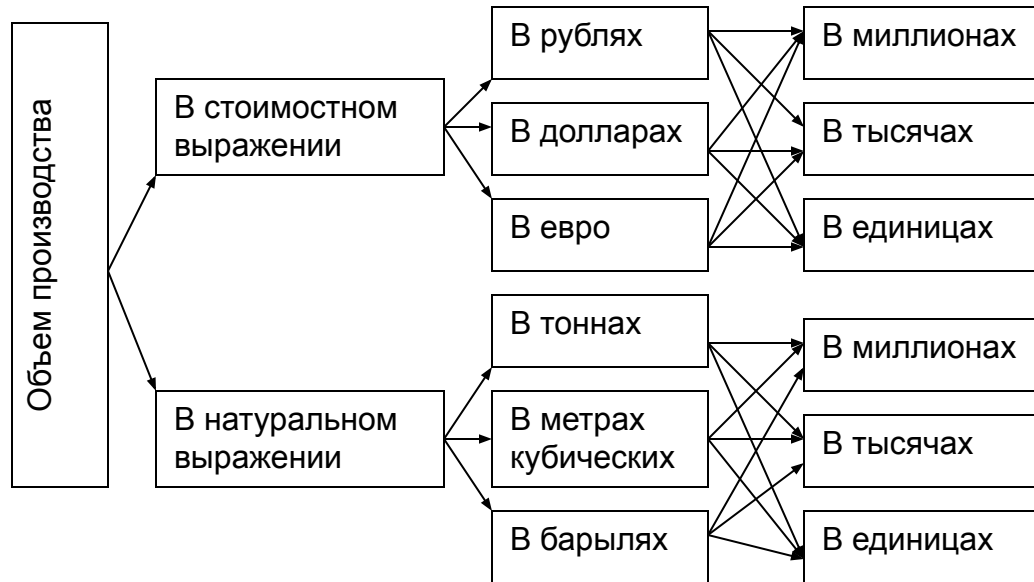 Объем производства
В стоимостном
выражении
В натуральном
выражении
В рублях
В долларах
В евро
В тоннах
В метрах
кубических
В барылях
В миллионах
В тысячах
В единицах
В миллионах
В тысячах
В единицах